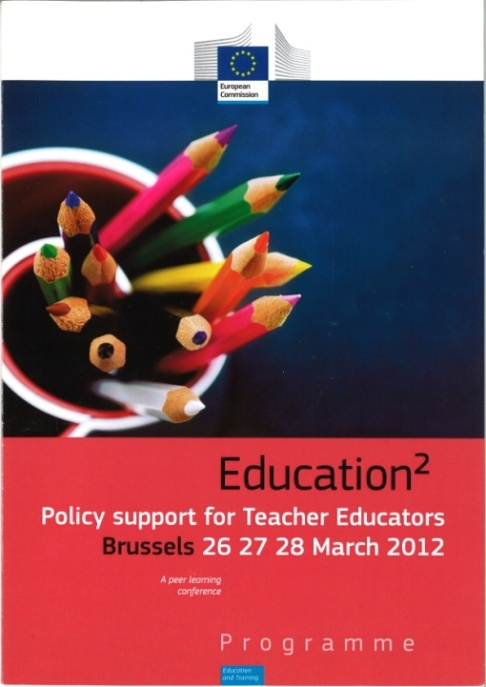 European
Commission
Education²
Policy support for Teacher Educators
Brussels 26 27 28 March 2012
A peer learning
conference
Programme
Education
and Training